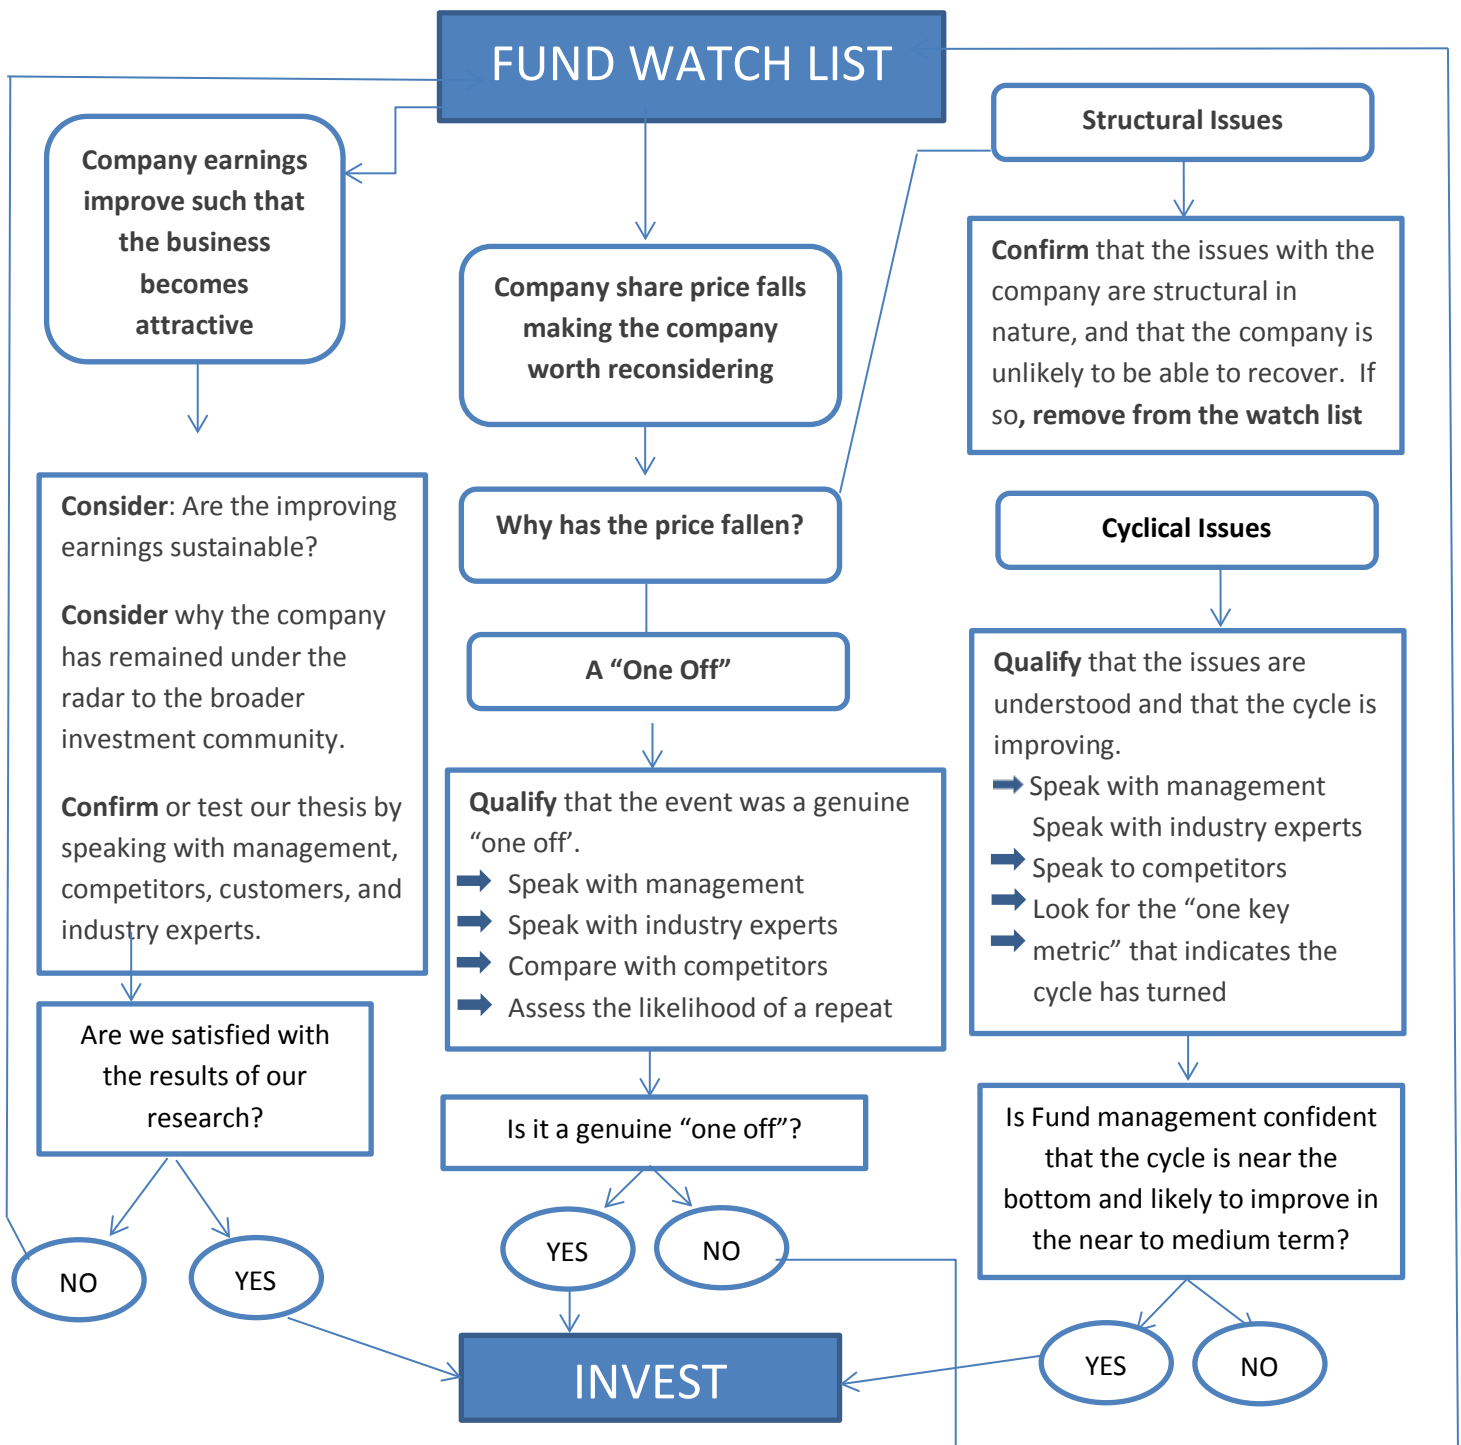 FUND WATCH LIST
Company earnings
improve such that
the business
becomes
attractive
Consider: Are the improving
earnings sustainable?
Consider why the company
has remained under the
radar to the broader
investment community.
Confirm or test our thesis by
speaking with management,
competitors, customers, and
industry experts.
Are we satisfied with
the results of our
research?
NO
YES
Company share price falls
making the company
worth reconsidering
Why has the price fallen?
A “One Off”
Qualify that the event was a genuine
“one off’.
Speak with management
Speak with industry experts
Compare with competitors
Assess the likelihood of a repeat
Is it a genuine “one off”?
YES
NO
INVEST
Structural Issues
Confirm that the issues with the
company are structural in
nature, and that the company is
unlikely to be able to recover.  If
so, remove from the watch list
Cyclical Issues
Qualify that the issues are
understood and that the cycle is
improving.
Speak with management
Speak with industry experts
Speak to competitors
Look for the “one key
metric” that indicates the
cycle has turned
Is Fund management confident
that the cycle is near the
bottom and likely to improve in
the near to medium term?
YES
NO